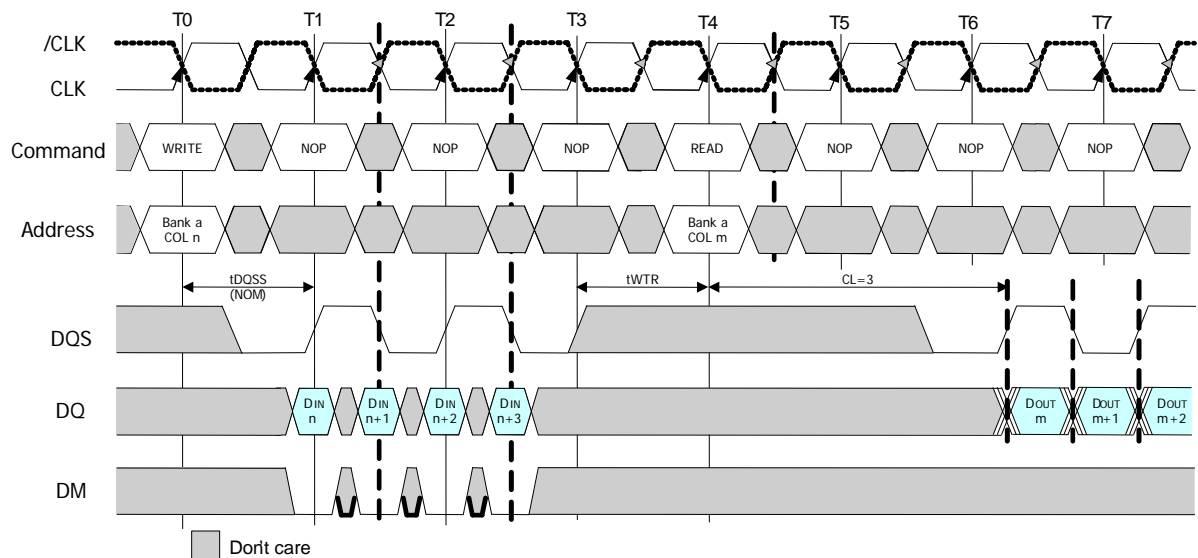 T0 T1 T2 T3 T4 T5 T6 T7
/CLK
CLK
Command WRITE NOP NOP NOP READ NOP NOP NOP
Address Bank a COL n Bank a COL m
tDQSS (NOM) tWTR CL=3
DQS
DQ DIN n DIN n+1 DIN n+2 DIN n+3 DOUT m DOUT m+1 DOUT m+2
DM
Don't care